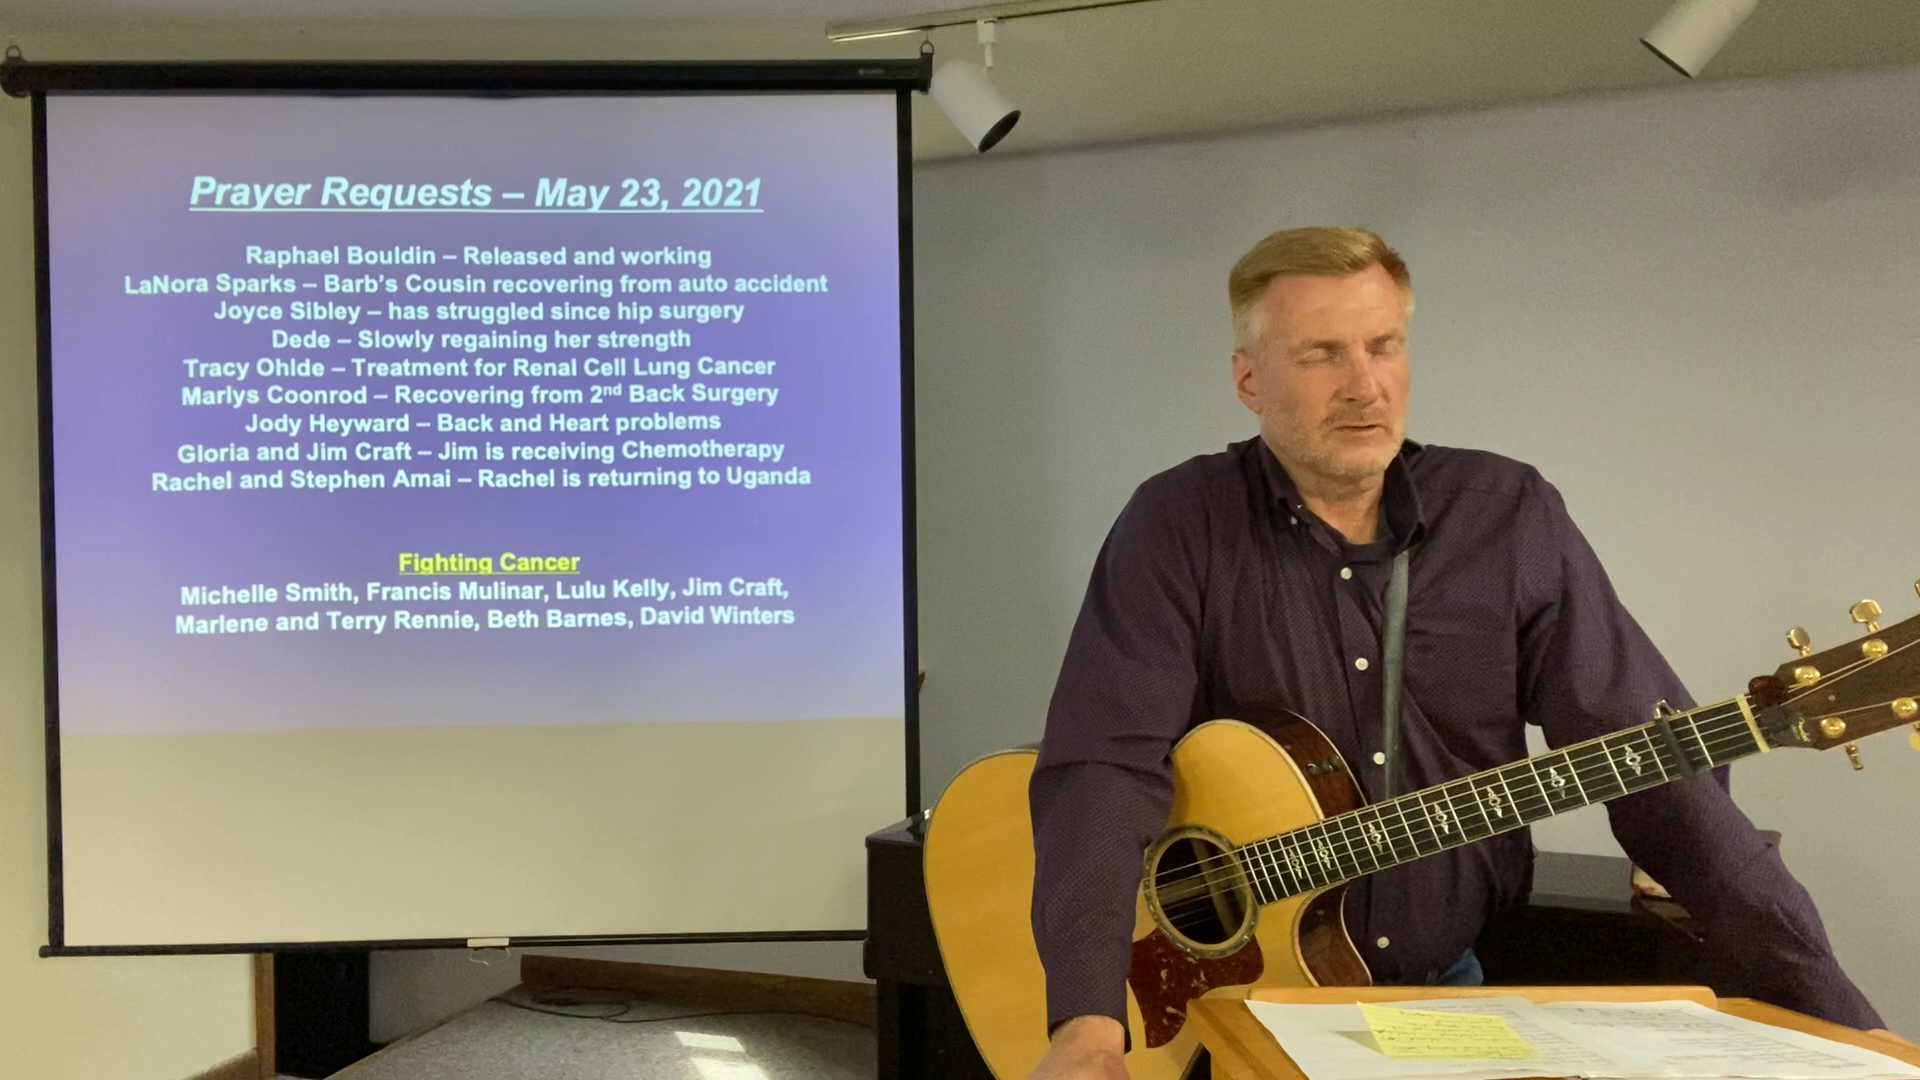 Prayer Requests – May 23, 2021
Raphael Bouldin – Released and working
LaNora Sparks – Barb's Cousin recovering from auto accident
Joyce Sibley – has struggled since hip surgery
Dede – Slowly regaining her strength
Tracy Ohlde – Treatment for Renal Cell Lung Cancer
Marlys Coonrod – Recovering from 2nd Back Surgery
Jody Heyward – Back and Heart problems
Gloria and Jim Craft – Jim is receiving Chemotherapy
Rachel and Stephen Amai – Rachel is returning to Uganda
Fighting Cancer
Michelle Smith, Francis Mulinar, Lulu Kelly, Jim Craft,
Marlene and Terry Rennie, Beth Barnes, David Winters